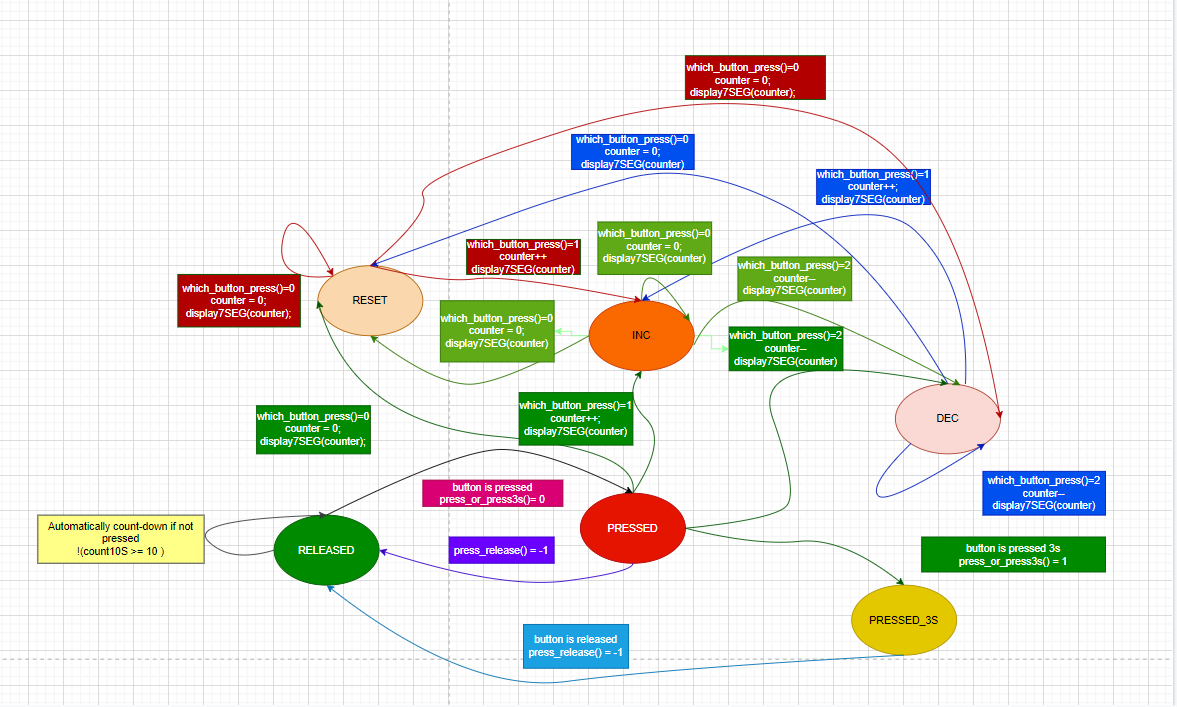 which_button_press()=0
counter = 0;
display7SEG(counter);
which_button_press()=0
counter = 0;
display7SEG(counter)
which_button_press()=1
counter++;
display7SEG(counter)
which_button_press()=1
counter++
display7SEG(counter)
which_button_press()=0
counter = 0;
display7SEG(counter)
which_button_press()=2
counter--
display7SEG(counter)
which_button_press()=0
counter = 0;
display7SEG(counter);
RESET
which_button_press()=0
counter = 0;
display7SEG(counter)
INC
which_button_press()=2
counter--
display7SEG(counter)
which_button_press()=0
counter = 0;
display7SEG(counter);
which_button_press()=1
counter++;
display7SEG(counter)
DEC
which_button_press()=2
counter--
display7SEG(counter)
button is pressed
press_or_press3s()= 0
Automatically count-down if not
pressed
!(count10S >= 10 )
RELEASED
press_release() = -1
PRESSED
button is pressed 3s
press_or_press3s() = 1
PRESSED_3S
button is released
press_release() = -1